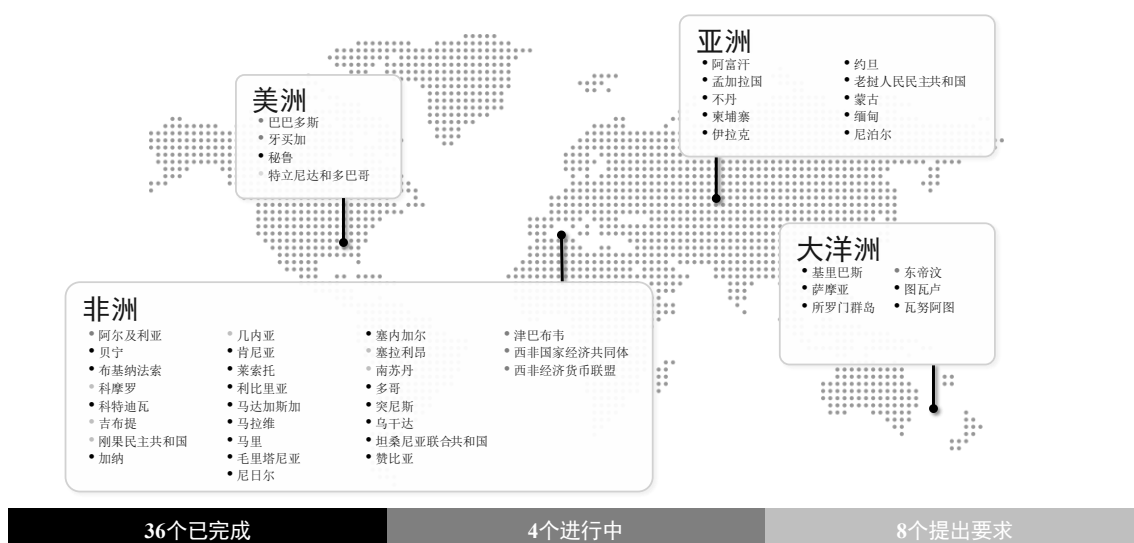 美洲
• 巴巴多斯
• 牙买加
• 秘鲁
• 特立尼达和多巴哥
亚洲
• 阿富汗
• 孟加拉国
• 不丹
• 柬埔寨
• 伊拉克
• 约旦
• 老挝人民民主共和国
• 蒙古
• 缅甸
• 尼泊尔
大洋洲
• 基里巴斯
• 萨摩亚
• 所罗门群岛
• 东帝汶
• 图瓦卢
• 瓦努阿图
非洲
• 阿尔及利亚
• 贝宁
• 布基纳法索
• 科摩罗
• 科特迪瓦
• 吉布提
• 刚果民主共和国
• 加纳
• 几内亚
• 肯尼亚
• 莱索托
• 利比里亚
• 马达加斯加
• 马拉维
• 马里
• 毛里塔尼亚
• 尼日尔
• 塞内加尔
• 塞拉利昂
• 南苏丹
• 多哥
• 突尼斯
• 乌干达
• 坦桑尼亚联合共和国
• 赞比亚
• 津巴布韦
• 西非国家经济共同体
• 西非经济货币联盟
36个已完成
4个进行中
8个提出要求